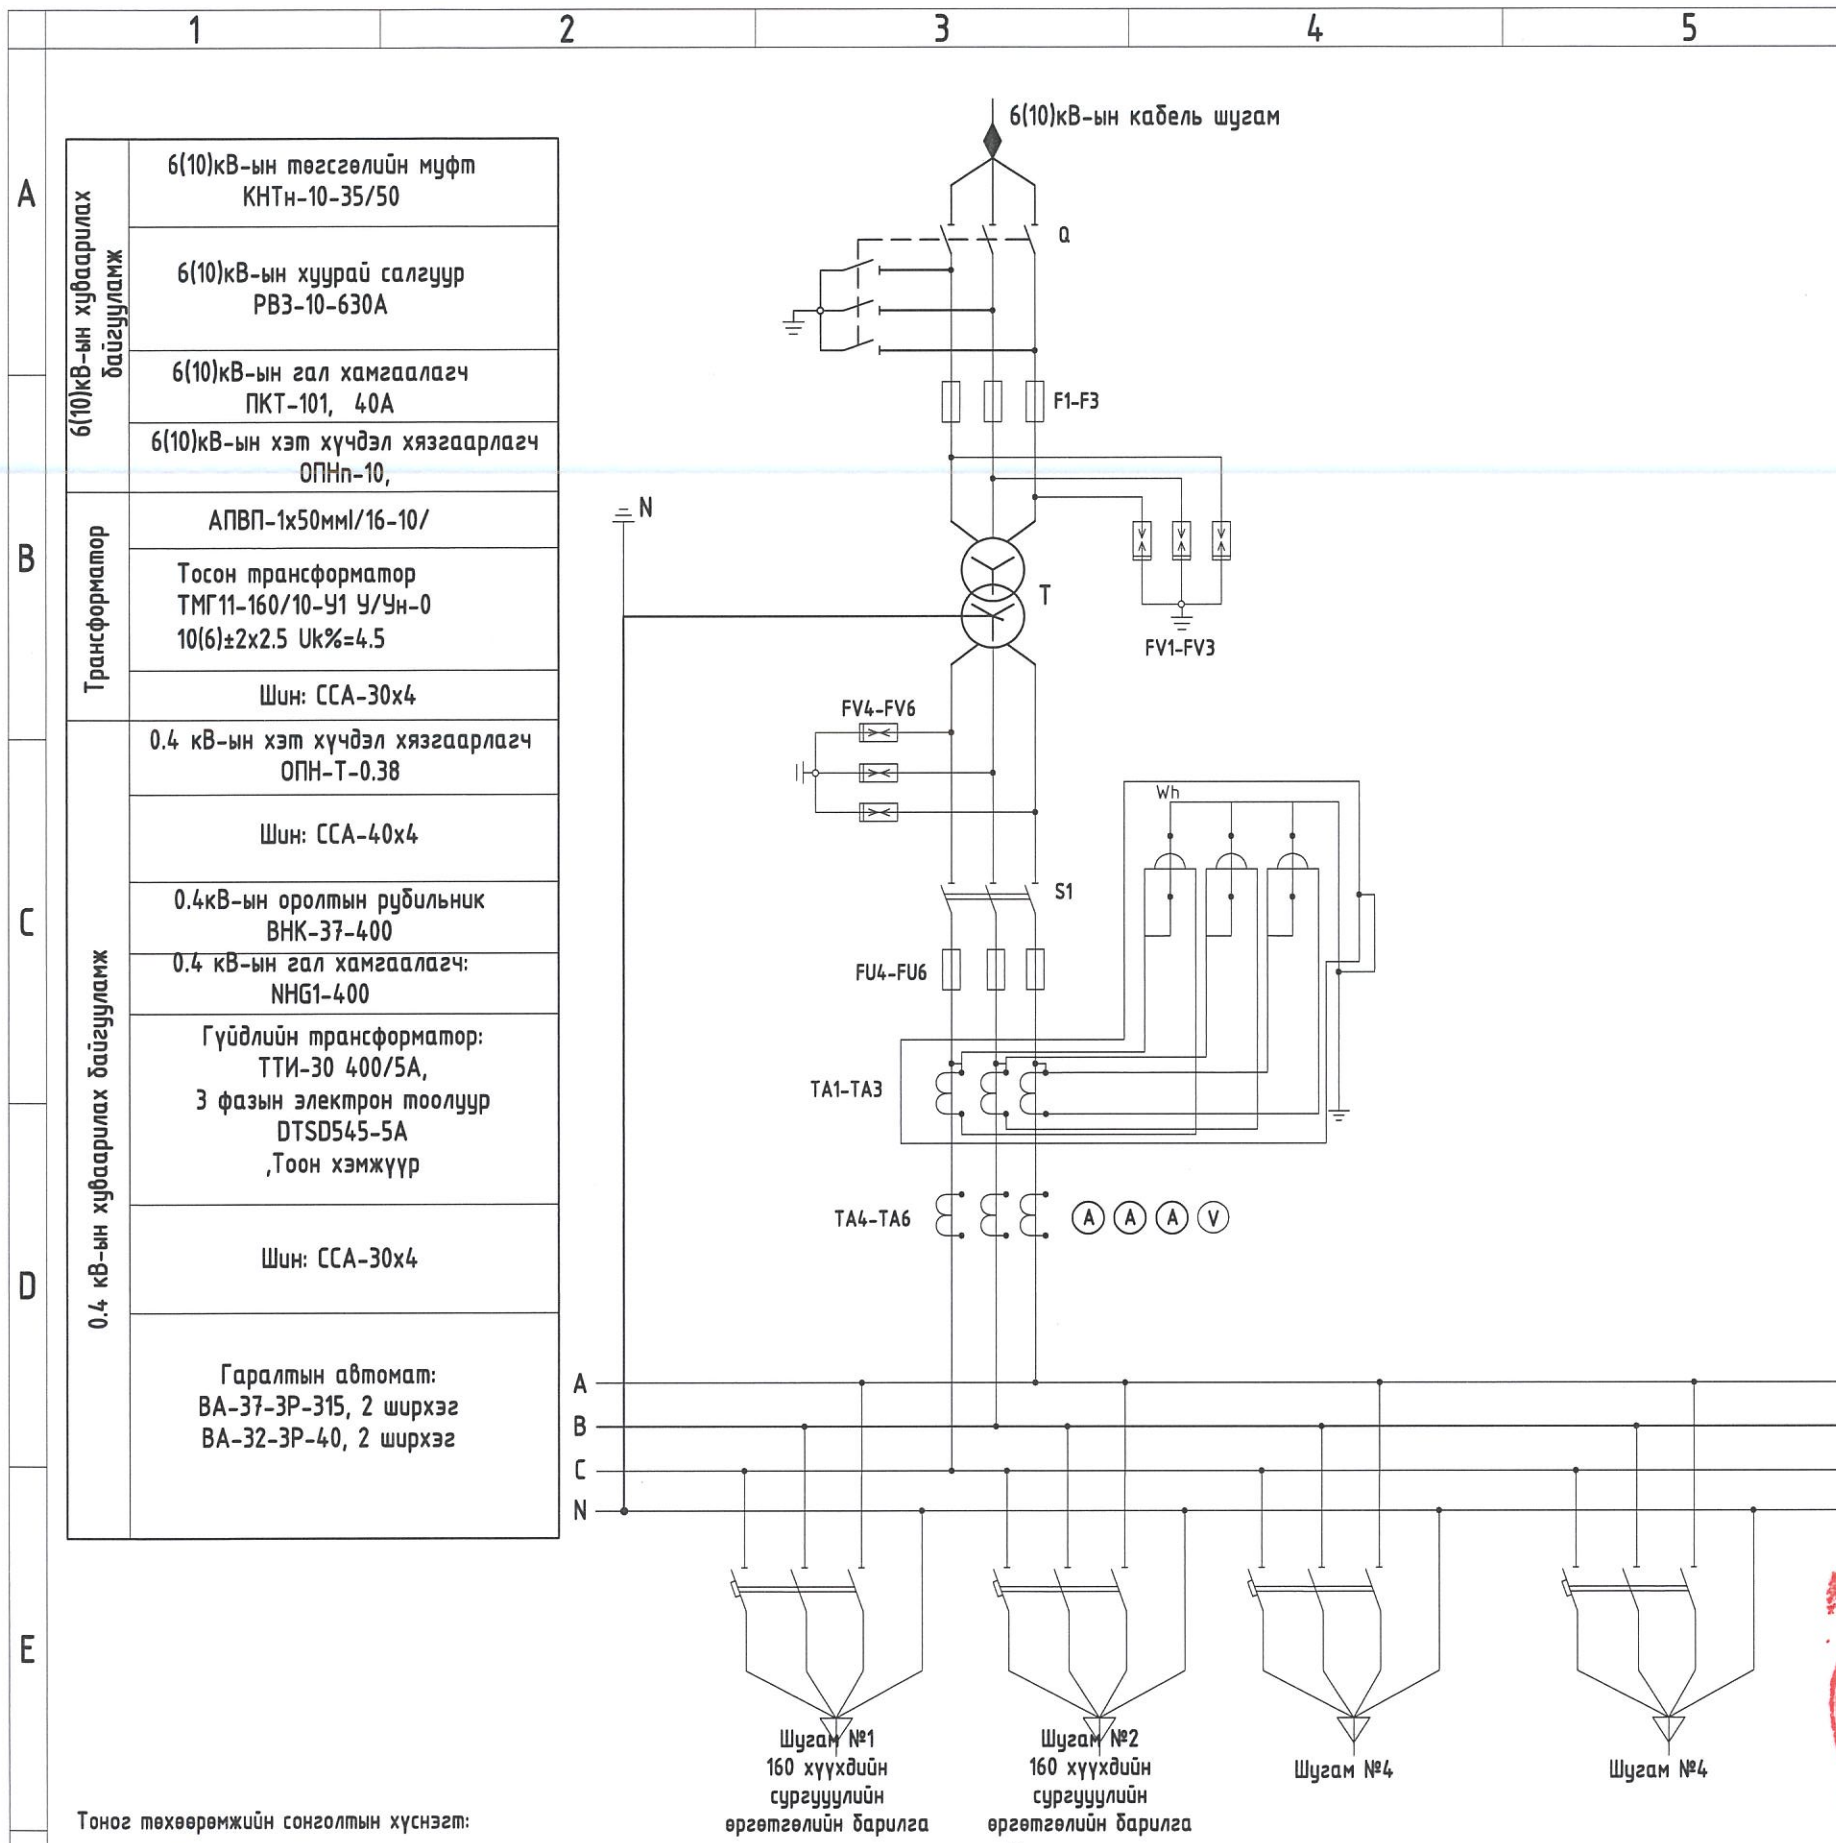 1 2 3 4 5
A
B
C
D
E
6(10)кВ-ын хуваарилах
байгууламж
6(10)кВ-ын төгсгөлийн муфт
КНТн-10-35/50
6(10)кВ-ын хуурай салгуур
РВЗ-10-630А
6(10)кВ-ын гал хамгаалагч
ПКТ-101, 40А
6(10)кВ-ын хэт хүчдэл хязгаарлагч
ОПНп-10,
Трансформатор
АПВП-1х50ммl/16-10/
Тосон трансформатор
ТМГ11-160/10-У1 У/Ун-0
10(6)±2х2.5 Uk%=4.5
Шин: ССА-30х4
0.4 кВ-ын хуваарилах байгууламж
0.4 кВ-ын хэт хүчдэл хязгаарлагч
ОПН-Т-0.38
Шин: ССА-40х4
0.4кВ-ын оролтын рубильник
ВНК-37-400
0.4 кВ-ын гал хамгаалагч:
NHG1-400
Гүйдлийн трансформатор:
ТТИ-30 400/5А,
3 фазын электрон тоолуур
DTSD545-5A
,Тоон хэмжүүр
Шин: ССА-30х4
Гаралтын автомат:
ВА-37-3Р-315, 2 ширхэг
ВА-32-3Р-40, 2 ширхэг
6(10)кВ-ын кабель шугам
Q
F1-F3
N
T
FV1-FV3
FV4-FV6
Wh
S1
FU4-FU6
TA1-TA3
TA4-TA6
A A A V
A
B
C
N
Шугам №1
160 хүүхдийн
сургууулийн
өргөтгөлийн барилга
Шугам №2
160 хүүхдийн
сургууулийн
өргөтгөлийн барилга
Шугам №4
Шугам №4
Тоног төхөөрөмжийн сонголтын хүснэгт: